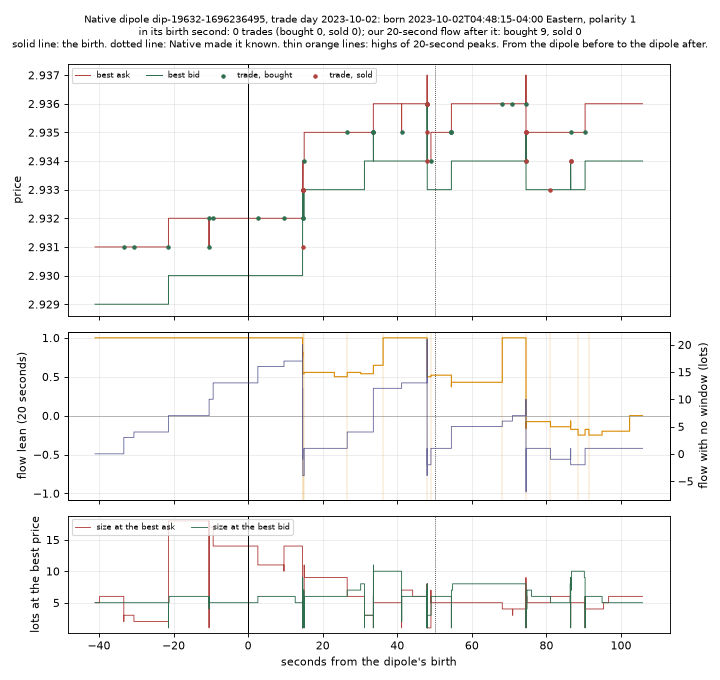 Native dipole dip-19632-1696236495, trade day 2023-10-02: born 2023-10-02T04:48:15-04:00 Eastern, polarity 1
in its birth second: 0 trades (bought 0, sold 0); our 20-second flow after it: bought 9, sold 0
solid line: the birth. dotted line: Native made it known. thin orange lines: highs of 20-second peaks. From the dipole before to the dipole after.
best ask best bid trade, bought trade, sold
2.937
2.936
2.935
2.934
2.933
2.932
2.931
2.930
2.929
price
1.0
0.5
0.0
−0.5
−1.0
flow lean (20 seconds)
20
15
10
5
0
−5
flow with no window (lots)
size at the best ask size at the best bid
15
10
5
lots at the best price
−40 −20 0 20 40 60 80 100
seconds from the dipole's birth